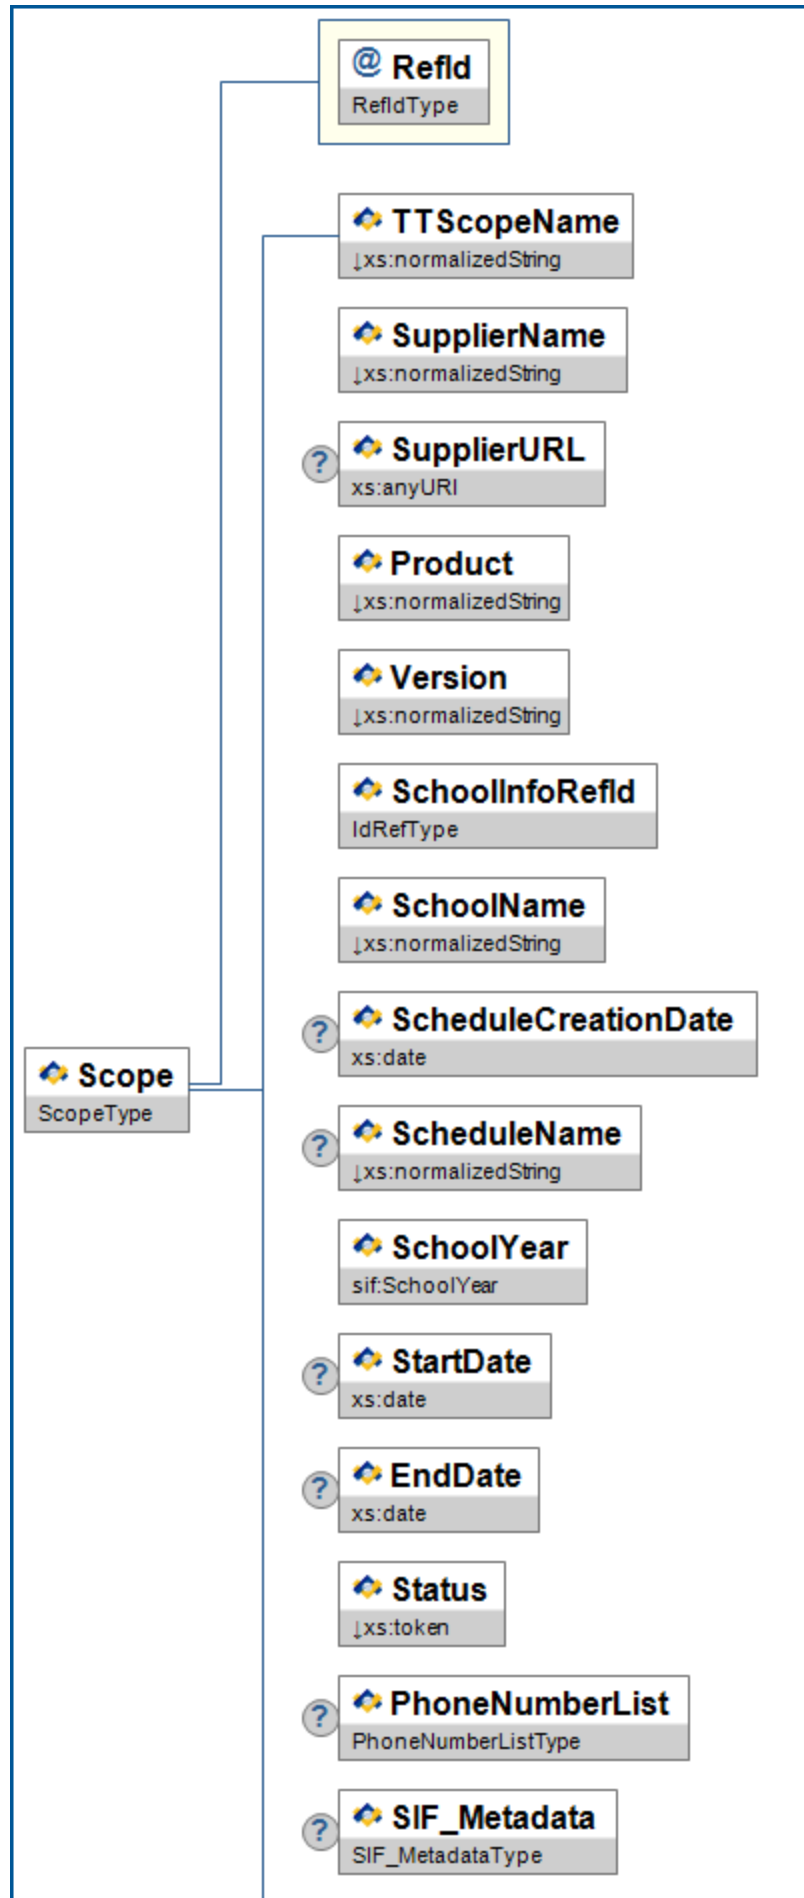 @ RefId
RefIdType
TTScopeName
↓xs:normalizedString
SupplierName
↓xs:normalizedString
? SupplierURL
xs:anyURI
Product
↓xs:normalizedString
Version
↓xs:normalizedString
SchoolInfoRefId
IdRefType
SchoolName
↓xs:normalizedString
? ScheduleCreationDate
xs:date
Scope
ScopeType
? ScheduleName
↓xs:normalizedString
SchoolYear
sif:SchoolYear
? StartDate
xs:date
? EndDate
xs:date
Status
↓xs:token
? PhoneNumberList
PhoneNumberListType
? SIF_Metadata
SIF_MetadataType